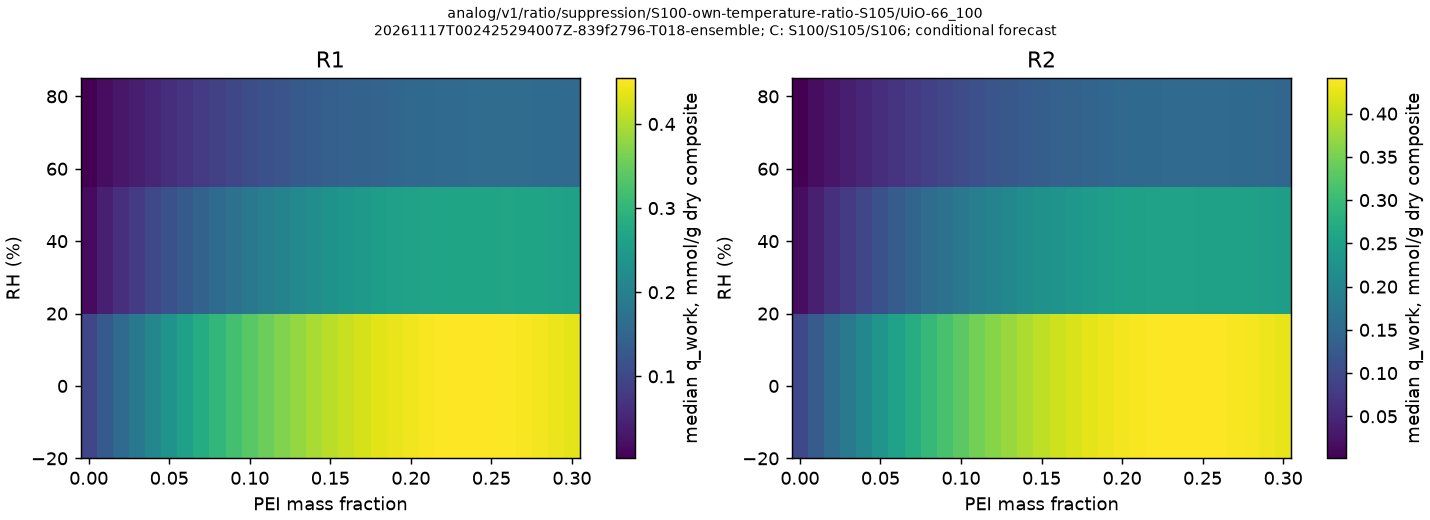 analog/v1/ratio/suppression/S100-own-temperature-ratio-S105/UiO-66_100
20261117T002425294007Z-839f2796-T018-ensemble; C: S100/S105/S106; conditional forecast
R1
RH (%)
80
60
40
20
0
−20
0.00 0.05 0.10 0.15 0.20 0.25 0.30
PEI mass fraction
0.4
0.3
0.2
0.1
median q_work, mmol/g dry composite
R2
RH (%)
80
60
40
20
0
−20
0.00 0.05 0.10 0.15 0.20 0.25 0.30
PEI mass fraction
0.40
0.35
0.30
0.25
0.20
0.15
0.10
0.05
median q_work, mmol/g dry composite